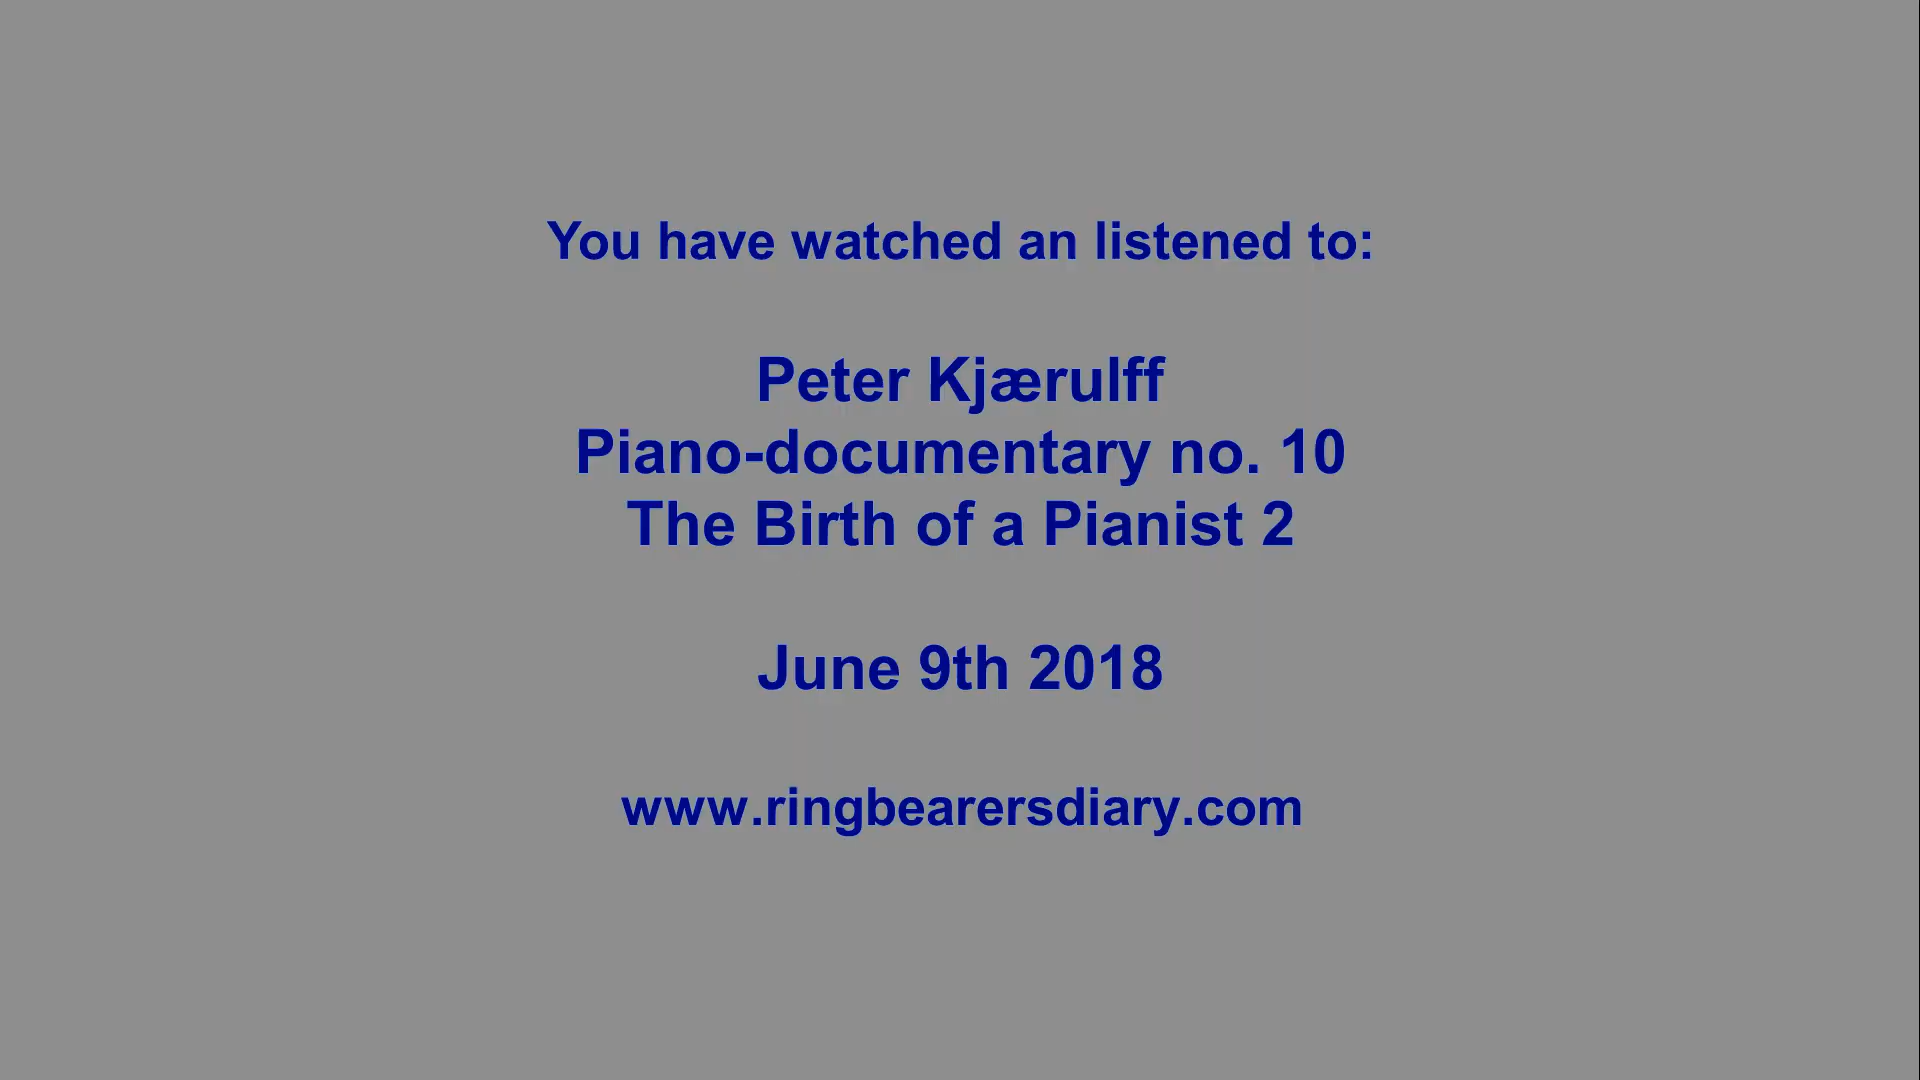 You have watched an listened to:
Peter Kjærulff
Piano-documentary no. 10
The Birth of a Pianist 2
June 9th 2018
www.ringbearersdiary.com